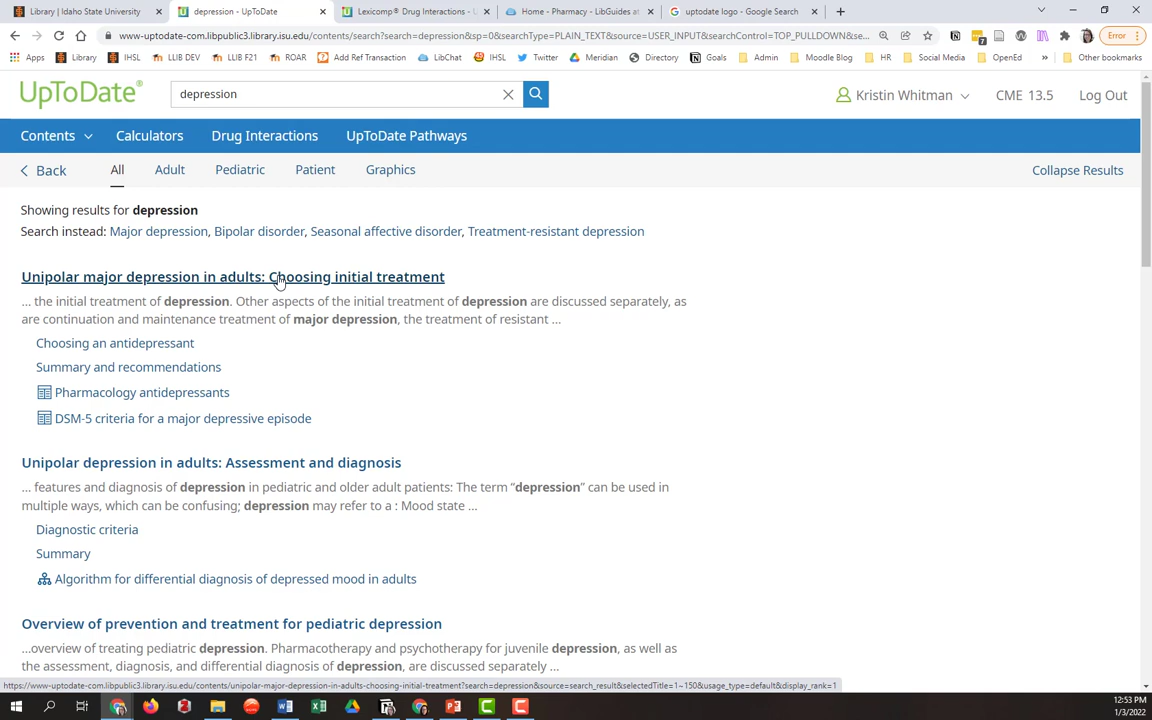 Library | Idaho State University
depression - UpToDate
Lexicomp® Drug Interactions - U
Home - Pharmacy - LibGuides at
uptodate logo - Google Search
www-uptodate-com.libpublic3.library.isu.edu/contents/search?search=depression&sp=0&searchType=PLAIN_TEXT&source=USER_INPUT&searchControl=TOP_PULLDOWN&se...
Error
Apps
Library
IHSL
LLIB DEV
LLIB F21
ROAR
Add Ref Transaction
LibChat
IHSL
Twitter
Meridian
Directory
Goals
Admin
Moodle Blog
HR
Social Media
OpenEd
»
Other bookmarks
UpToDate®
depression
Kristin Whitman
CME 13.5
Log Out
Contents
Calculators
Drug Interactions
UpToDate Pathways
Back
All
Adult
Pediatric
Patient
Graphics
Collapse Results
Showing results for depression
Search instead: Major depression, Bipolar disorder, Seasonal affective disorder, Treatment-resistant depression
Unipolar major depression in adults: Choosing initial treatment
... the initial treatment of depression. Other aspects of the initial treatment of depression are discussed separately, as
are continuation and maintenance treatment of major depression, the treatment of resistant ...
Choosing an antidepressant
Summary and recommendations
Pharmacology antidepressants
DSM-5 criteria for a major depressive episode
Unipolar depression in adults: Assessment and diagnosis
... features and diagnosis of depression in pediatric and older adult patients: The term “depression” can be used in
multiple ways, which can be confusing; depression may refer to a : Mood state ...
Diagnostic criteria
Summary
Algorithm for differential diagnosis of depressed mood in adults
Overview of prevention and treatment for pediatric depression
...overview of treating pediatric depression. Pharmacotherapy and psychotherapy for juvenile depression, as well as
the assessment, diagnosis, and differential diagnosis of depression, are discussed separately ...
https://www-uptodate-com.libpublic3.library.isu.edu/contents/unipolar-major-depression-in-adults-choosing-initial-treatment?search=depression&source=search_result&selectedTitle=1~150&usage_type=default&display_rank=1
12:53 PM
1/3/2022